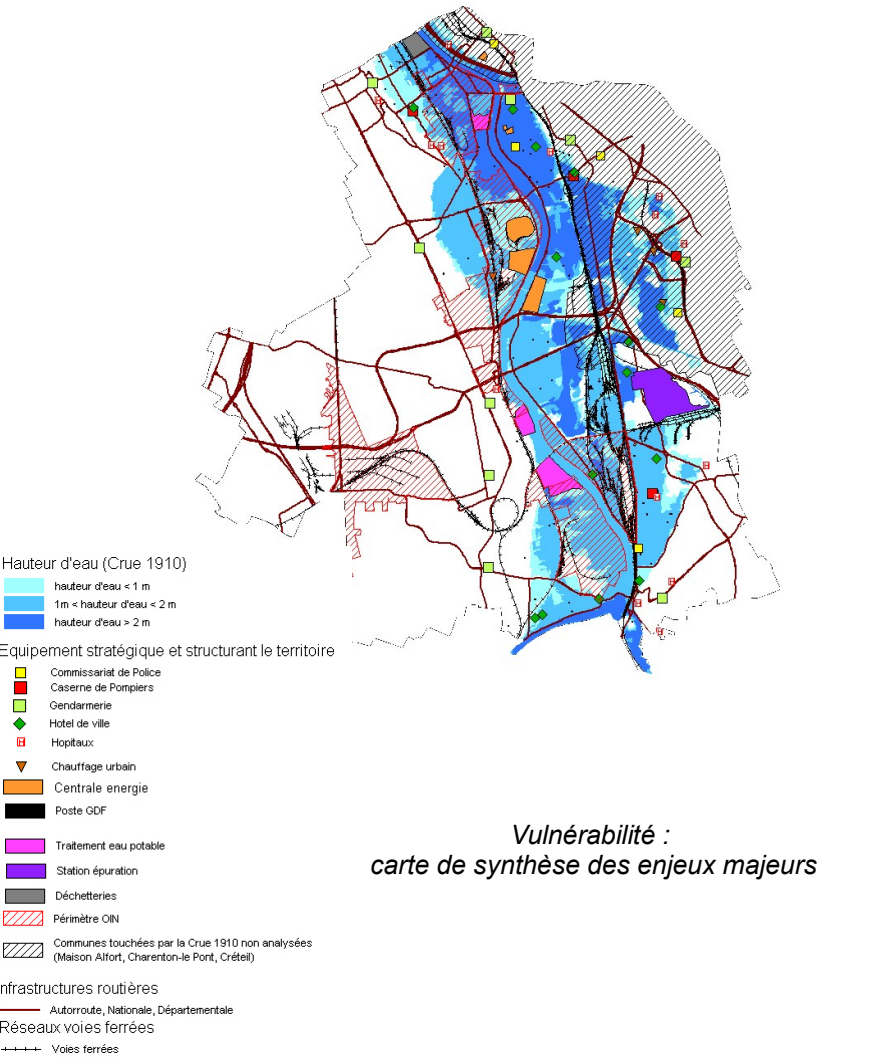 Hauteur d'eau (Crue 1910)
hauteur d'eau < 1 m
1m < hauteur d'eau < 2 m
hauteur d'eau > 2 m
Equipement stratégique et structurant le territoire
Commissariat de Police
Caserne de Pompiers
Gendarmerie
Hotel de ville
Hopitaux
Chauffage urbain
Centrale energie
Poste GDF
Traitement eau potable
Station épuration
Déchetteries
Périmètre OIN
Communes touchées par la Crue 1910 non analysées
(Maison Alfort, Charenton-le Pont, Créteil)
nfrastructures routières
Autorroute, Nationale, Départementale
Réseaux voies ferrées
Voies ferrées
Vulnérabilité :
carte de synthèse des enjeux majeurs